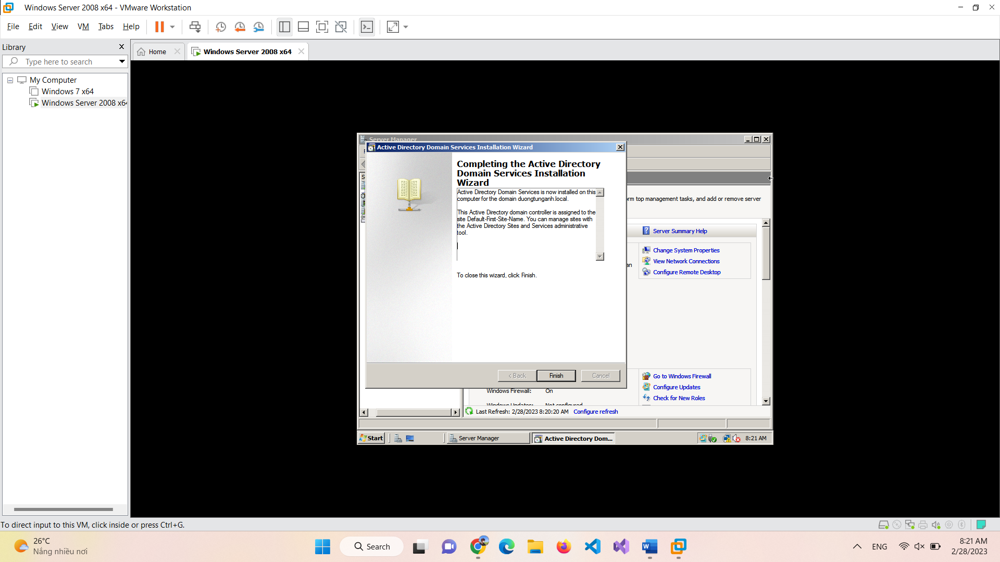 Windows Server 2008 x64 - VMware Workstation
File Edit View VM Tabs Help
Library
Type here to search
My Computer
Windows 7 x64
Windows Server 2008 x64
Home
Windows Server 2008 x64
Server Manager
Active Directory Domain Services Installation Wizard
Completing the Active Directory
Domain Services Installation
Wizard
Active Directory Domain Services is now installed on this
computer for the domain duongtunganh.local.
This Active Directory domain controller is assigned to the
site Default-First-Site-Name. You can manage sites with
the Active Directory Sites and Services administrative
tool.
To close this wizard, click Finish.
< Back Finish Cancel
rm top management tasks, and add or remove server
Server Summary Help
Change System Properties
an View Network Connections
Configure Remote Desktop
Go to Windows Firewall
Configure Updates
Check for New Roles
Windows Firewall: On
Windows Updates: Not configured
Last Refresh: 2/28/2023 8:20:20 AM Configure refresh
Start Server Manager Active Directory Dom... 8:21 AM
To direct input to this VM, click inside or press Ctrl+G.
26°C
Nắng nhiều nơi
Search
ENG
8:21 AM
2/28/2023